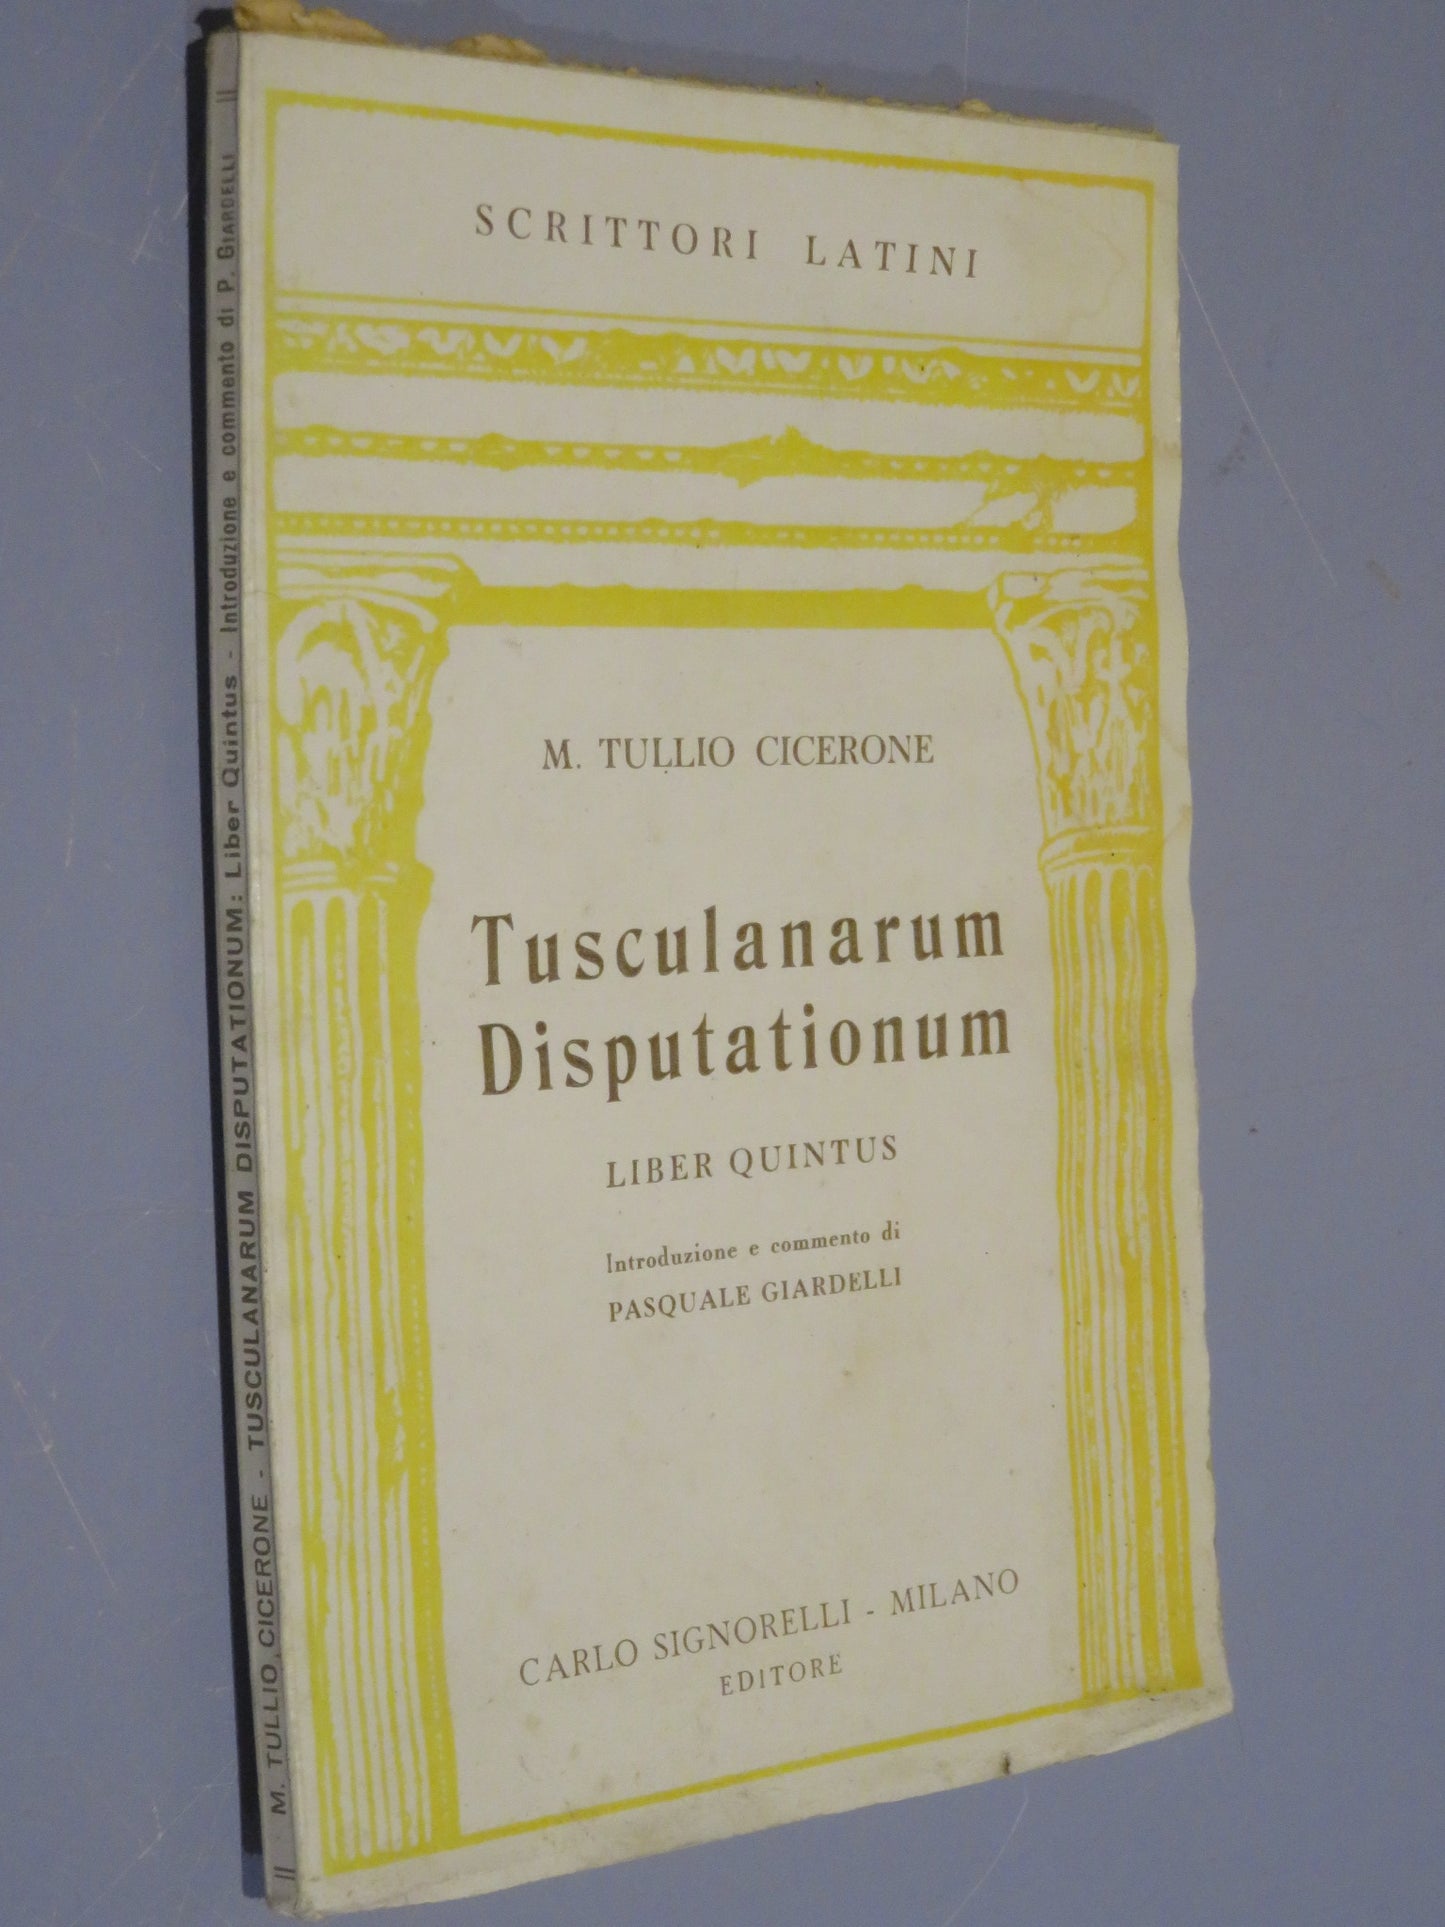 SCRITTORI LATINI
M. TULLIO CICERONE
Tusculanarum
Disputationum
LIBER QUINTUS
Introduzione e commento di
PASQUALE GIARDELLI
CARLO SIGNORELLI - MILANO
EDITORE
M. TULLIO CICERONE - TUSCULANARUM DISPUTATIONUM: Liber Quintus - Introduzione e commento di P. GIARDELLI